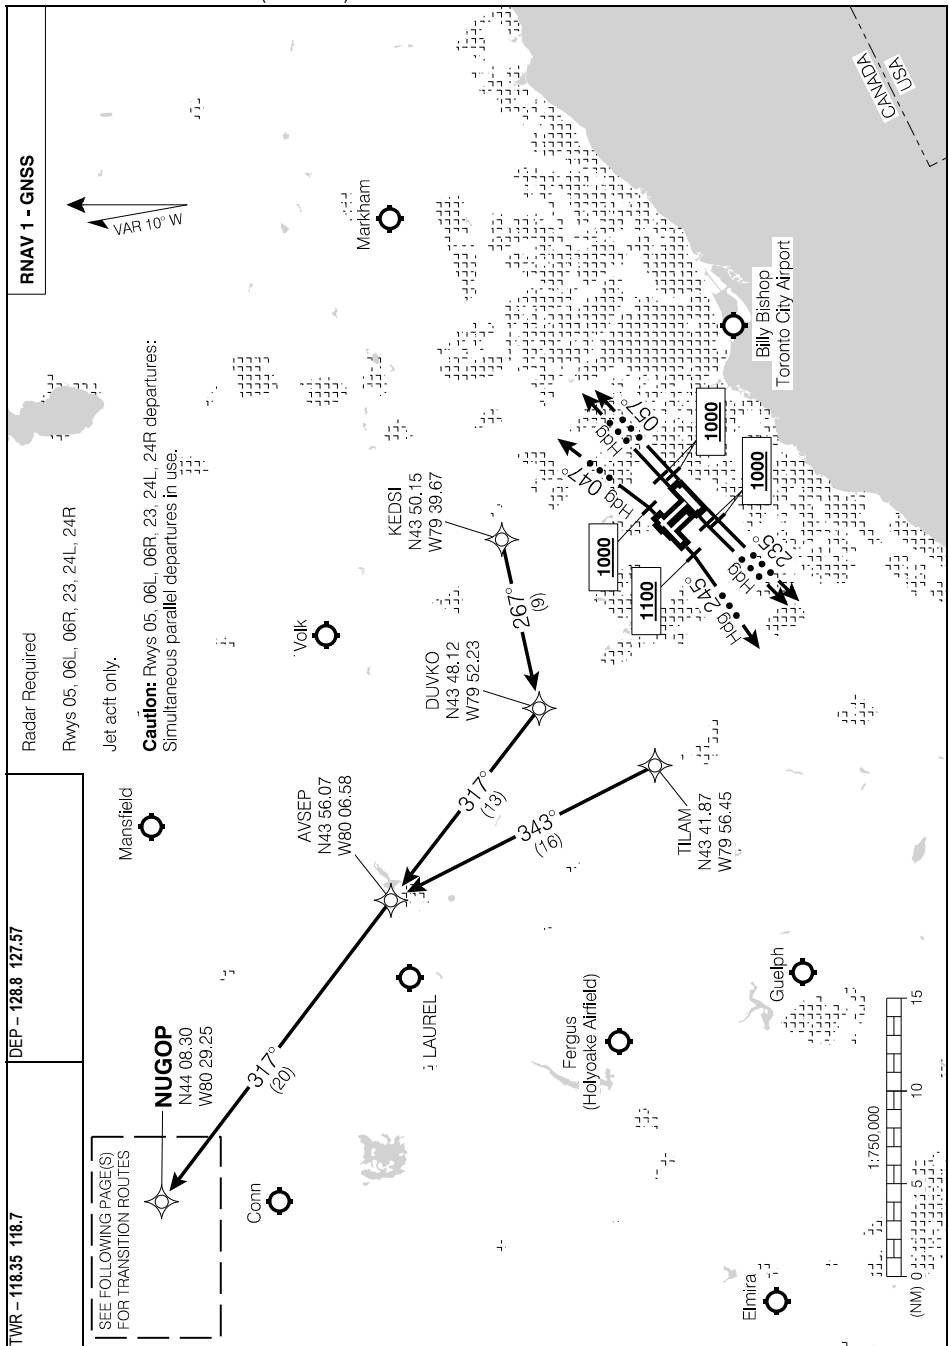 TWR – 118.35 118.7
DEP – 128.8 127.57
RNAV 1 - GNSS
SEE FOLLOWING PAGE(S)
FOR TRANSITION ROUTES
Radar Required
Rwys 05, 06L, 06R, 23, 24L, 24R
Jet acft only.
Caution: Rwys 05, 06L, 06R, 23, 24L, 24R departures:
Simultaneous parallel departures in use.
VAR 10° W
NUGOP
N44 08.30
W80 29.25
Mansfield
Conn
317°
(20)
AVSEP
N43 56.07
W80 06.58
Volk
Markham
LAUREL
317°
(13)
DUVKO
N43 48.12
W79 52.23
267°
(9)
KEDSI
N43 50.15
W79 39.67
343°
(16)
TILAM
N43 41.87
W79 56.45
Fergus
(Holyoake Airfield)
Guelph
Elmira
Hdg 047°
Hdg 057°
1000
1000
1100
1000
Hdg 245°
Hdg 235°
Billy Bishop
Toronto City Airport
CANADA
USA
1:750,000
(NM) 0 5 10 15